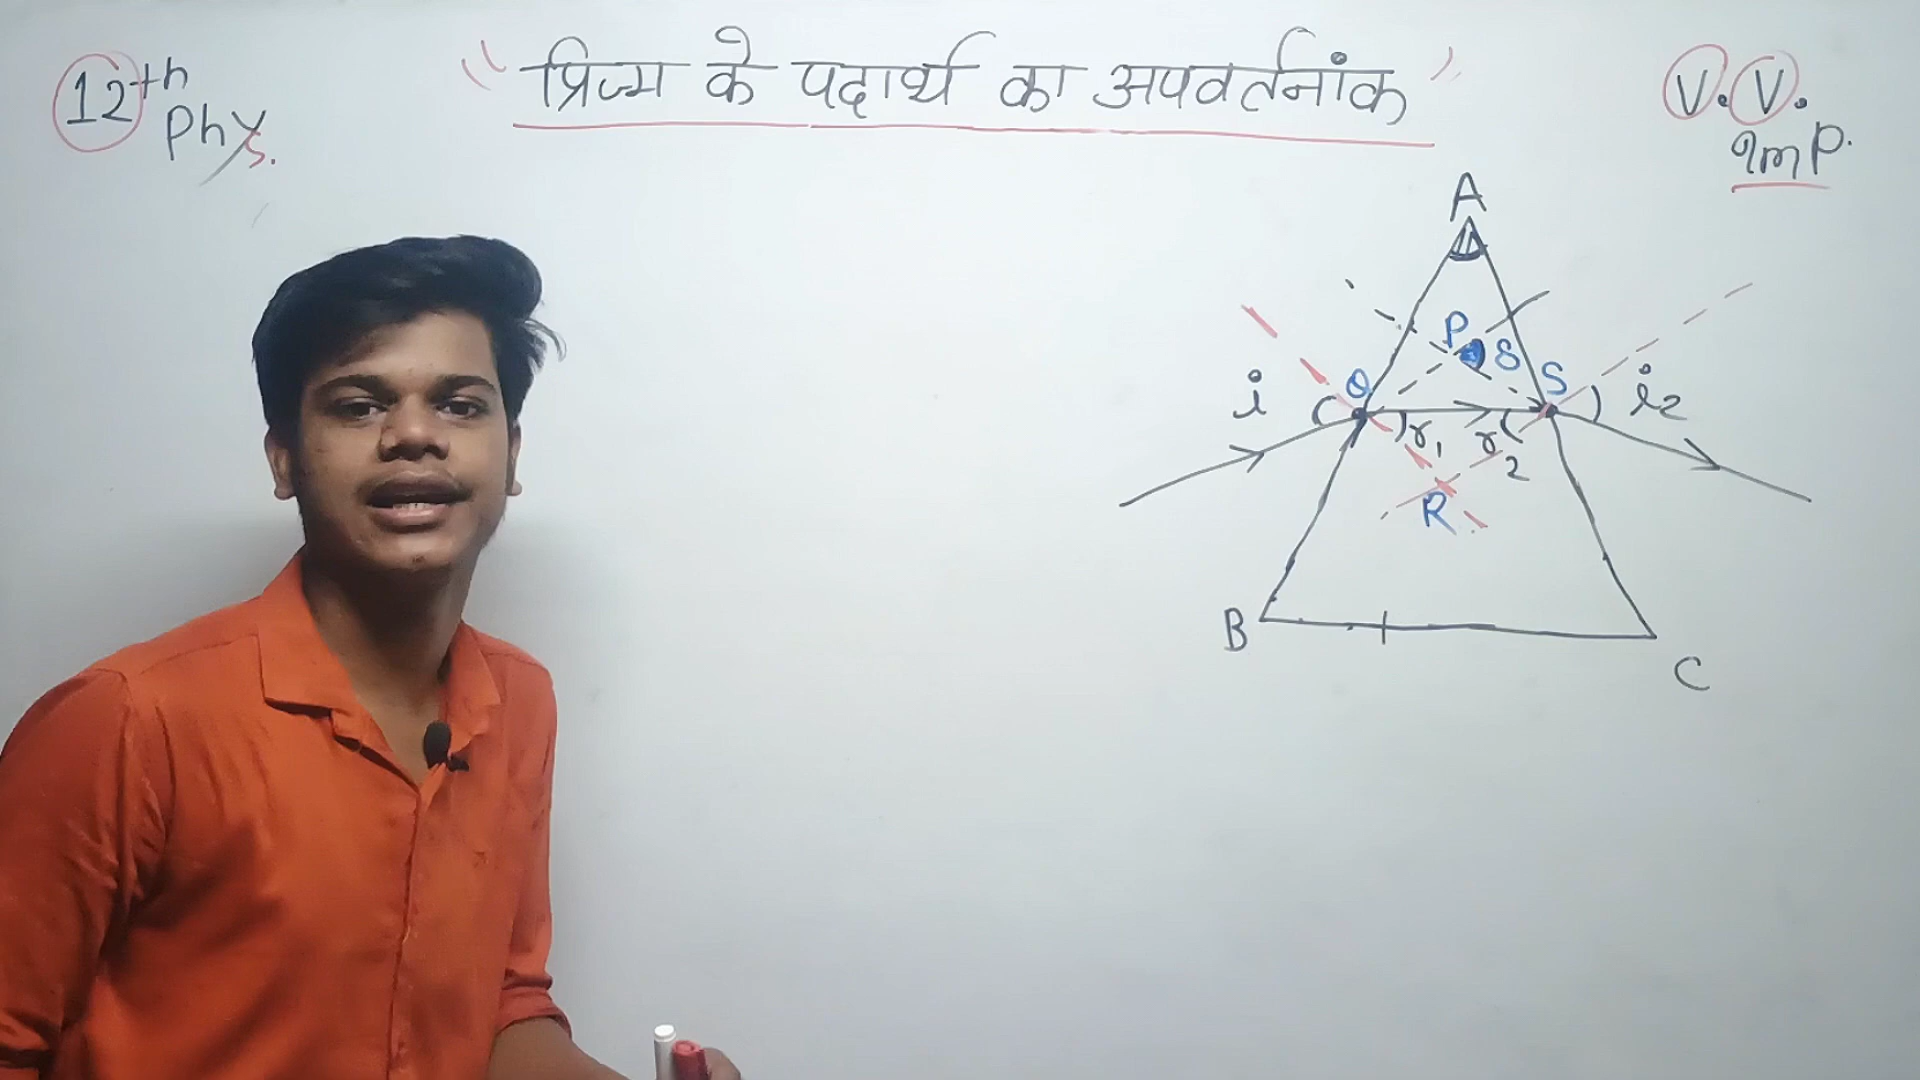 12th
Phys.
"प्रिज्म के पदार्थ का अपवर्तनांक"
V. V.
Imp.
A
P δ
Q S
i i2
r1 r2
R
B
C